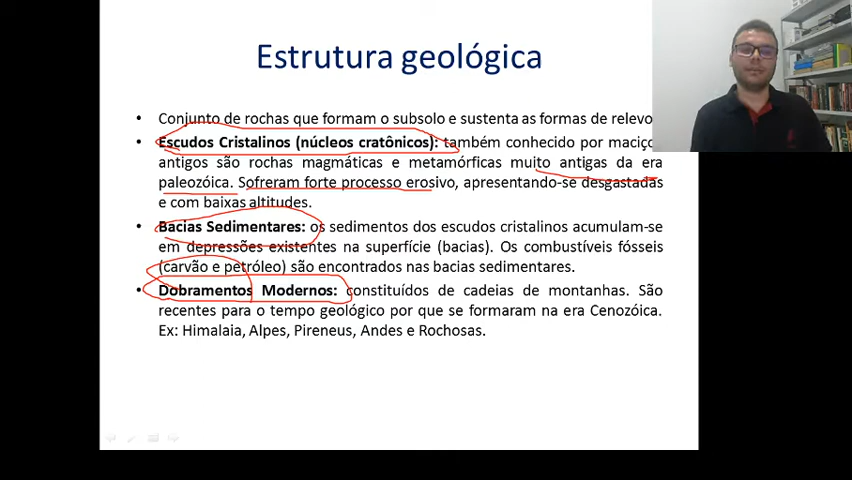 Estrutura geológica
• Conjunto de rochas que formam o subsolo e sustenta as formas de relevo
• Escudos Cristalinos (núcleos cratônicos): também conhecido por maciço
antigos são rochas magmáticas e metamórficas muito antigas da era
paleozóica. Sofreram forte processo erosivo, apresentando-se desgastadas
e com baixas altitudes.
• Bacias Sedimentares: os sedimentos dos escudos cristalinos acumulam-se
em depressões existentes na superfície (bacias). Os combustíveis fósseis
(carvão e petróleo) são encontrados nas bacias sedimentares.
• Dobramentos Modernos: constituídos de cadeias de montanhas. São
recentes para o tempo geológico por que se formaram na era Cenozóica.
Ex: Himalaia, Alpes, Pireneus, Andes e Rochosas.